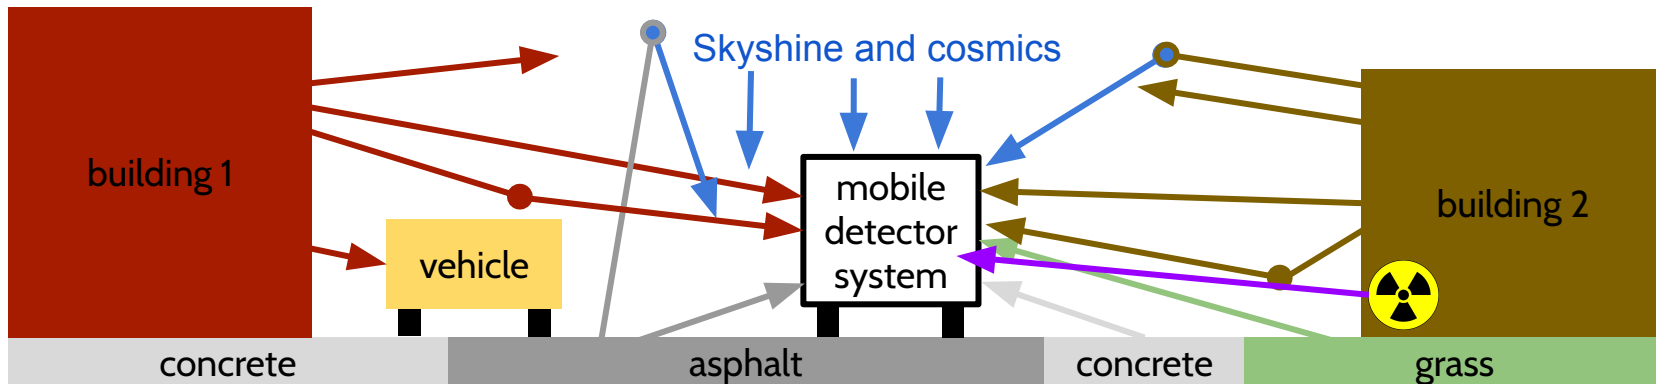 Skyshine and cosmics
building 1
mobile
detector
system
building 2
vehicle
concrete
asphalt
concrete
grass